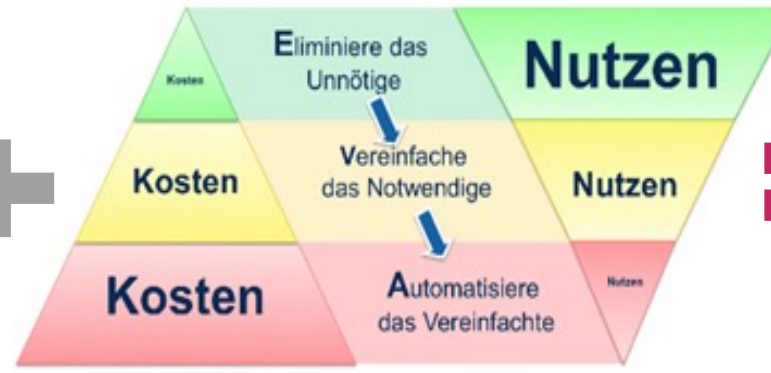 Kosten
Eliminiere das
Unnötige
Nutzen
Kosten
Vereinfache
das Notwendige
Nutzen
Kosten
Automatisiere
das Vereinfachte
Nutzen